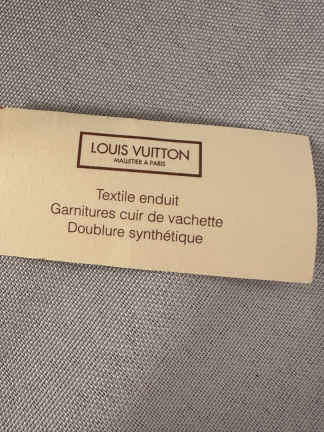 LOUIS VUITTON
MALLETIER À PARIS
Textile enduit
Garnitures cuir de vachette
Doublure synthétique